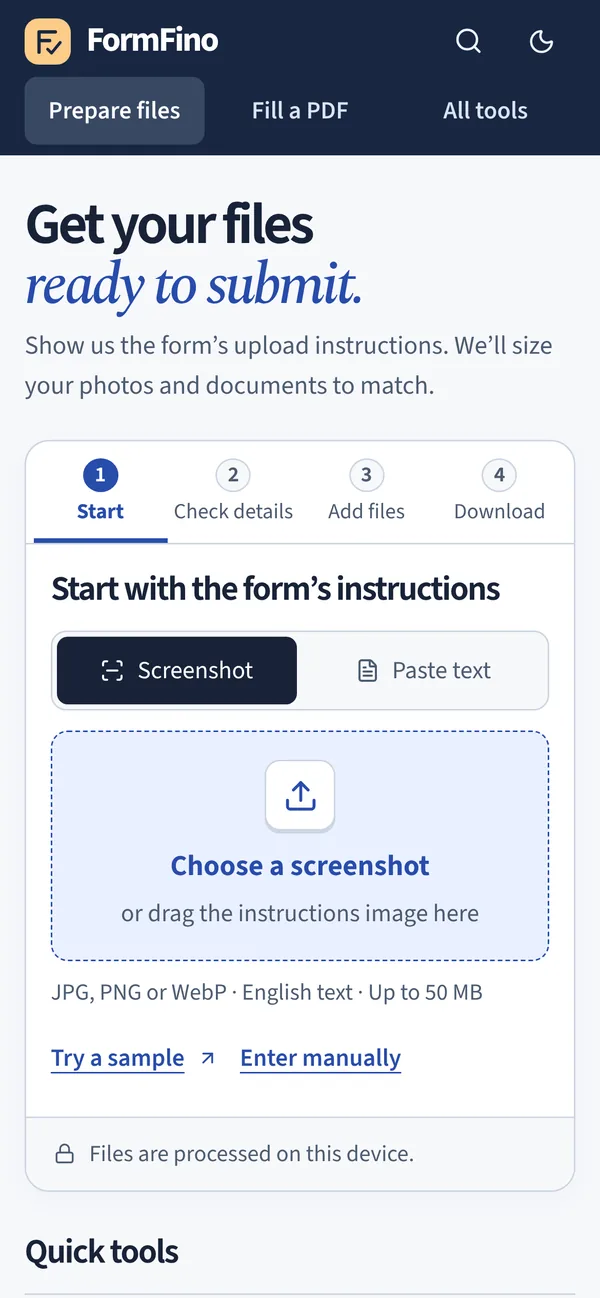 FormFino
Prepare files
Fill a PDF
All tools
Get your files
ready to submit.
Show us the form’s upload instructions. We’ll size
your photos and documents to match.
1
Start
2
Check details
3
Add files
4
Download
Start with the form’s instructions
Screenshot
Paste text
Choose a screenshot
or drag the instructions image here
JPG, PNG or WebP · English text · Up to 50 MB
Try a sample
Enter manually
Files are processed on this device.
Quick tools